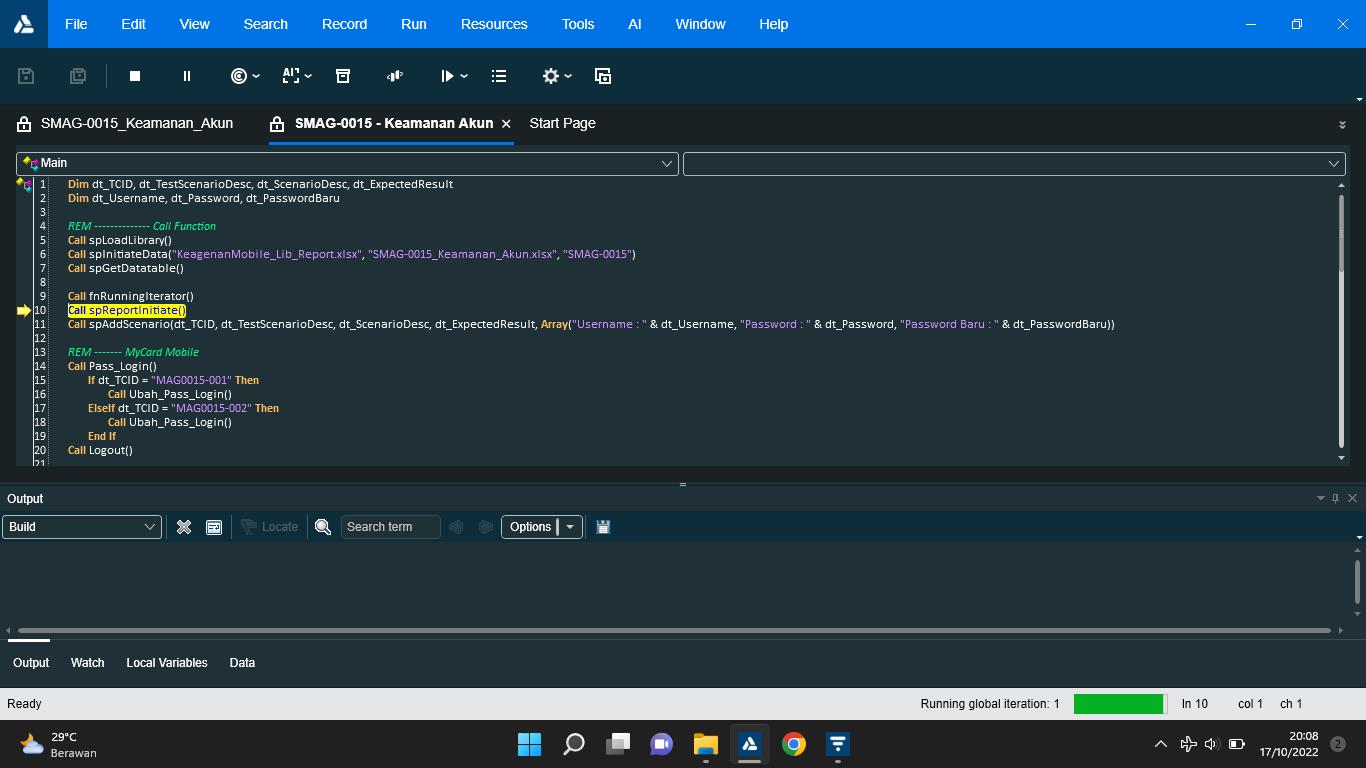 File Edit View Search Record Run Resources Tools AI Window Help
SMAG-0015_Keamanan_Akun SMAG-0015 - Keamanan Akun Start Page
Main
1 Dim dt_TCID, dt_TestScenarioDesc, dt_ScenarioDesc, dt_ExpectedResult
2 Dim dt_Username, dt_Password, dt_PasswordBaru
3
4 REM -------------- Call Function
5 Call spLoadLibrary()
6 Call spInitiateData("KeagenanMobile_Lib_Report.xlsx", "SMAG-0015_Keamanan_Akun.xlsx", "SMAG-0015")
7 Call spGetDatatable()
8
9 Call fnRunningIterator()
10 Call spReportInitiate()
11 Call spAddScenario(dt_TCID, dt_TestScenarioDesc, dt_ScenarioDesc, dt_ExpectedResult, Array("Username : " & dt_Username, "Password : " & dt_Password, "Password Baru : " & dt_PasswordBaru))
12
13 REM ------- MyCard Mobile
14 Call Pass_Login()
15 If dt_TCID = "MAG0015-001" Then
16 Call Ubah_Pass_Login()
17 ElseIf dt_TCID = "MAG0015-002" Then
18 Call Ubah_Pass_Login()
19 End If
20 Call Logout()
21
Output
Build Locate Search term Options
Output Watch Local Variables Data
Ready Running global iteration: 1 ln 10 col 1 ch 1
29°C
Berawan
20:08
17/10/2022
2